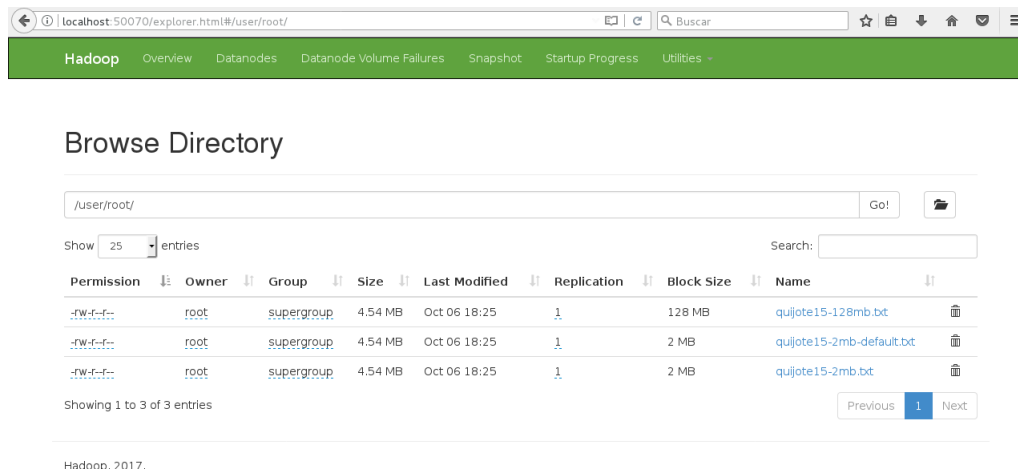 localhost:50070/explorer.html#/user/root/ Buscar
Hadoop Overview Datanodes Datanode Volume Failures Snapshot Startup Progress Utilities
Browse Directory
/user/root/ Go!
Show 25 entries Search:
Permission Owner Group Size Last Modified Replication Block Size Name
-rw-r--r-- root supergroup 4.54 MB Oct 06 18:25 1 128 MB quijote15-128mb.txt
-rw-r--r-- root supergroup 4.54 MB Oct 06 18:25 1 2 MB quijote15-2mb-default.txt
-rw-r--r-- root supergroup 4.54 MB Oct 06 18:25 1 2 MB quijote15-2mb.txt
Showing 1 to 3 of 3 entries Previous 1 Next
Hadoop, 2017.